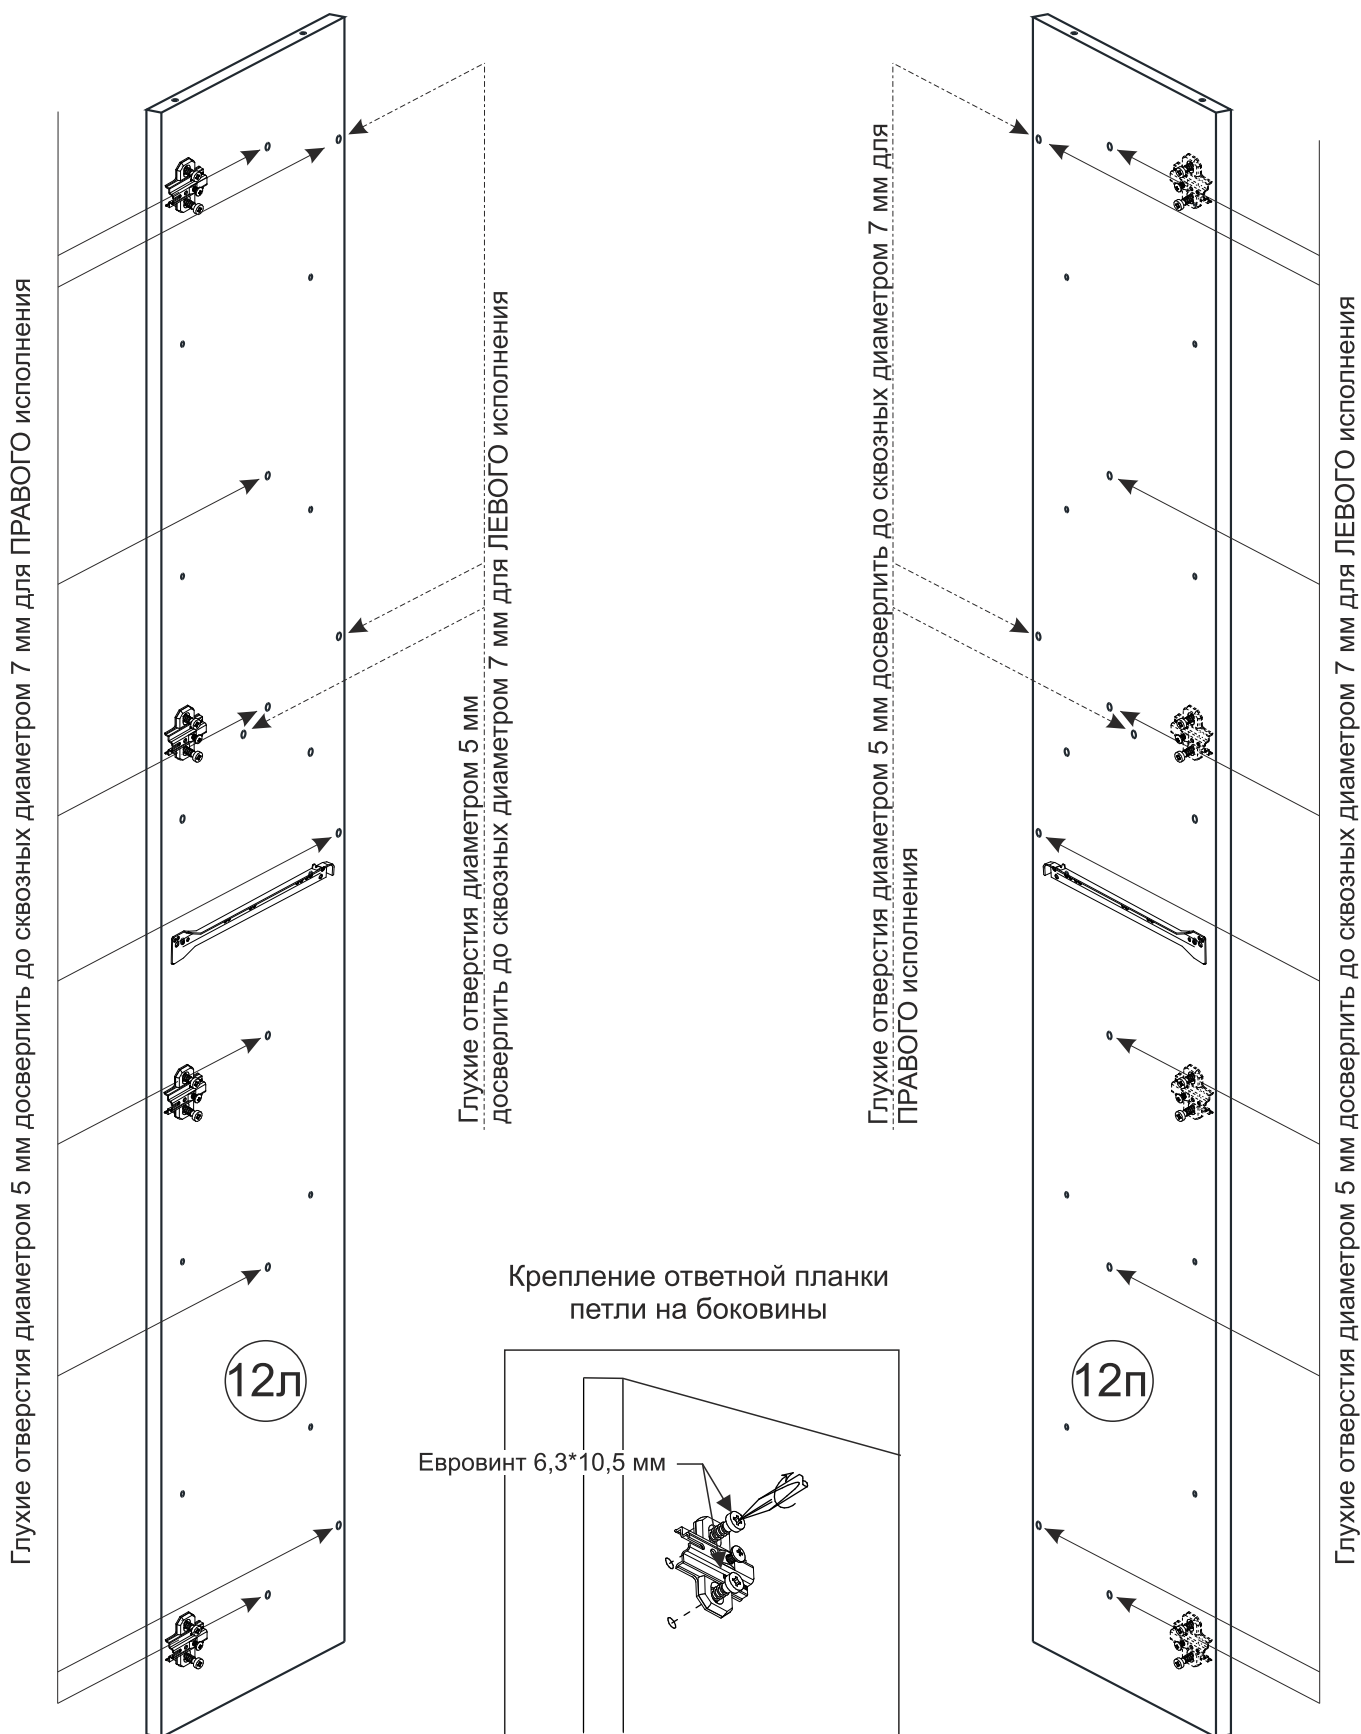 Глухие отверстия диаметром 5 мм досверлить до сквозных диаметром 7 мм для ПРАВОГО исполнения
Глухие отверстия диаметром 5 мм
досверлить до сквозных диаметром 7 мм для ЛЕВОГО исполнения
Глухие отверстия диаметром 5 мм досверлить до сквозных диаметром 7 мм для
ПРАВОГО исполнения
Глухие отверстия диаметром 5 мм досверлить до сквозных диаметром 7 мм для ЛЕВОГО исполнения
Крепление ответной планки
петли на боковины
12л
12п
Евровинт 6,3*10,5 мм